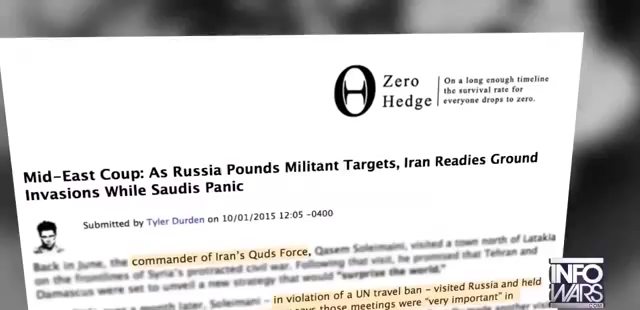 Zero
Hedge
On a long enough timeline
the survival rate for
everyone drops to zero.
Mid-East Coup: As Russia Pounds Militant Targets, Iran Readies Ground
Invasions While Saudis Panic
Submitted by Tyler Durden on 10/01/2015 12:05 -0400
Back in June, the commander of Iran's Quds Force, Qasem Soleimaini, visited a town north of Latakia
on the frontlines of Syria's protracted civil war. Following that visit, he promised that Tehran and
Damascus were set to unveil a new strategy that would "surprise the world."
a month later, Soleimani - in violation of a UN travel ban - visited Russia and held
those meetings were "very important" in
INFO
WARS
.COM